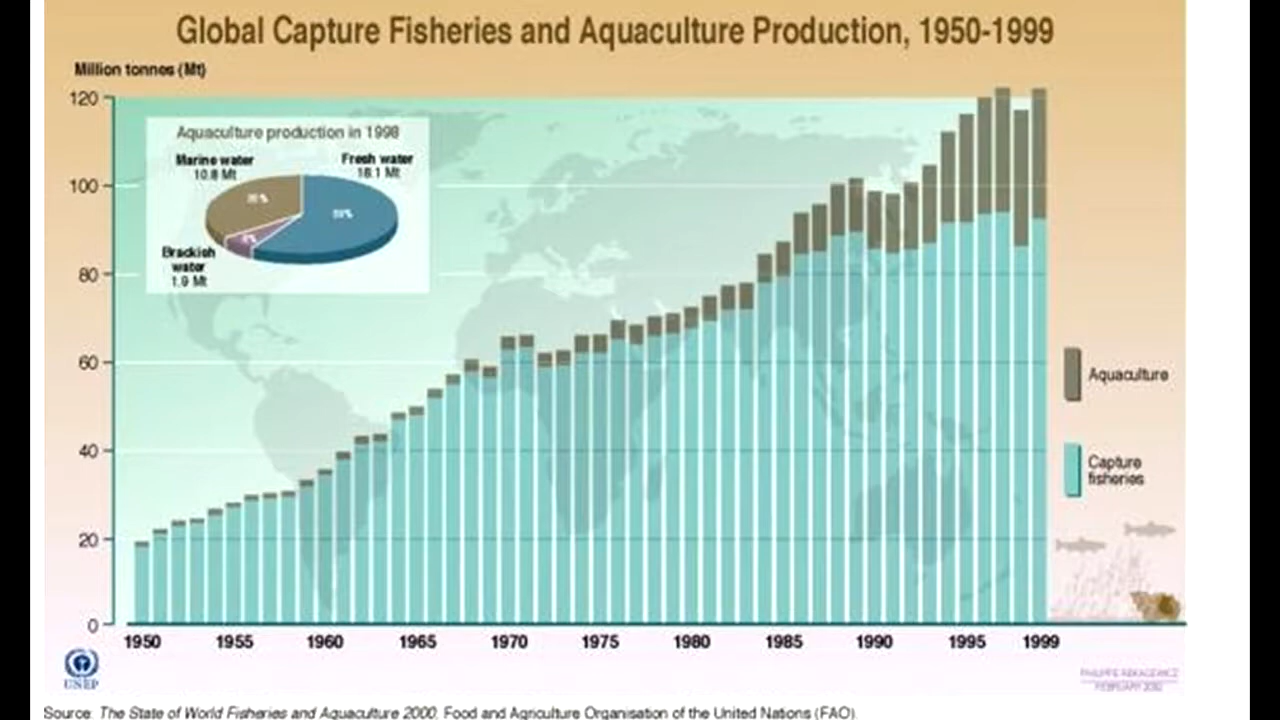 Global Capture Fisheries and Aquaculture Production, 1950-1999
Million tonnes (Mt)
120
100
80
60
40
20
0
Aquaculture production in 1998
Marine water
10.8 Mt
Fresh water
18.1 Mt
Brackish
water
1.9 Mt
Aquaculture
Capture
fisheries
1950 1955 1960 1965 1970 1975 1980 1985 1990 1995 1999
UNEP
PHILIPPE REKACEWICZ
Source: The State of World Fisheries and Aquaculture 2000. Food and Agriculture Organisation of the United Nations (FAO).